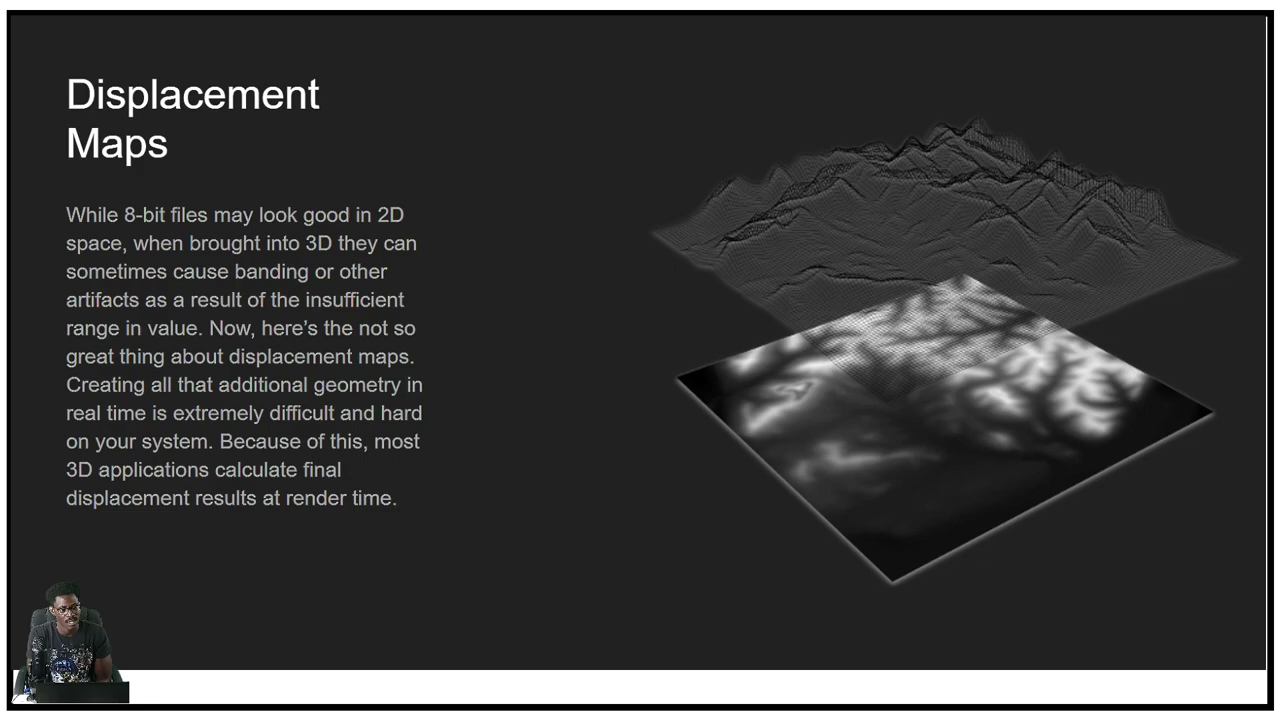 Displacement
Maps
While 8-bit files may look good in 2D
space, when brought into 3D they can
sometimes cause banding or other
artifacts as a result of the insufficient
range in value. Now, here’s the not so
great thing about displacement maps.
Creating all that additional geometry in
real time is extremely difficult and hard
on your system. Because of this, most
3D applications calculate final
displacement results at render time.